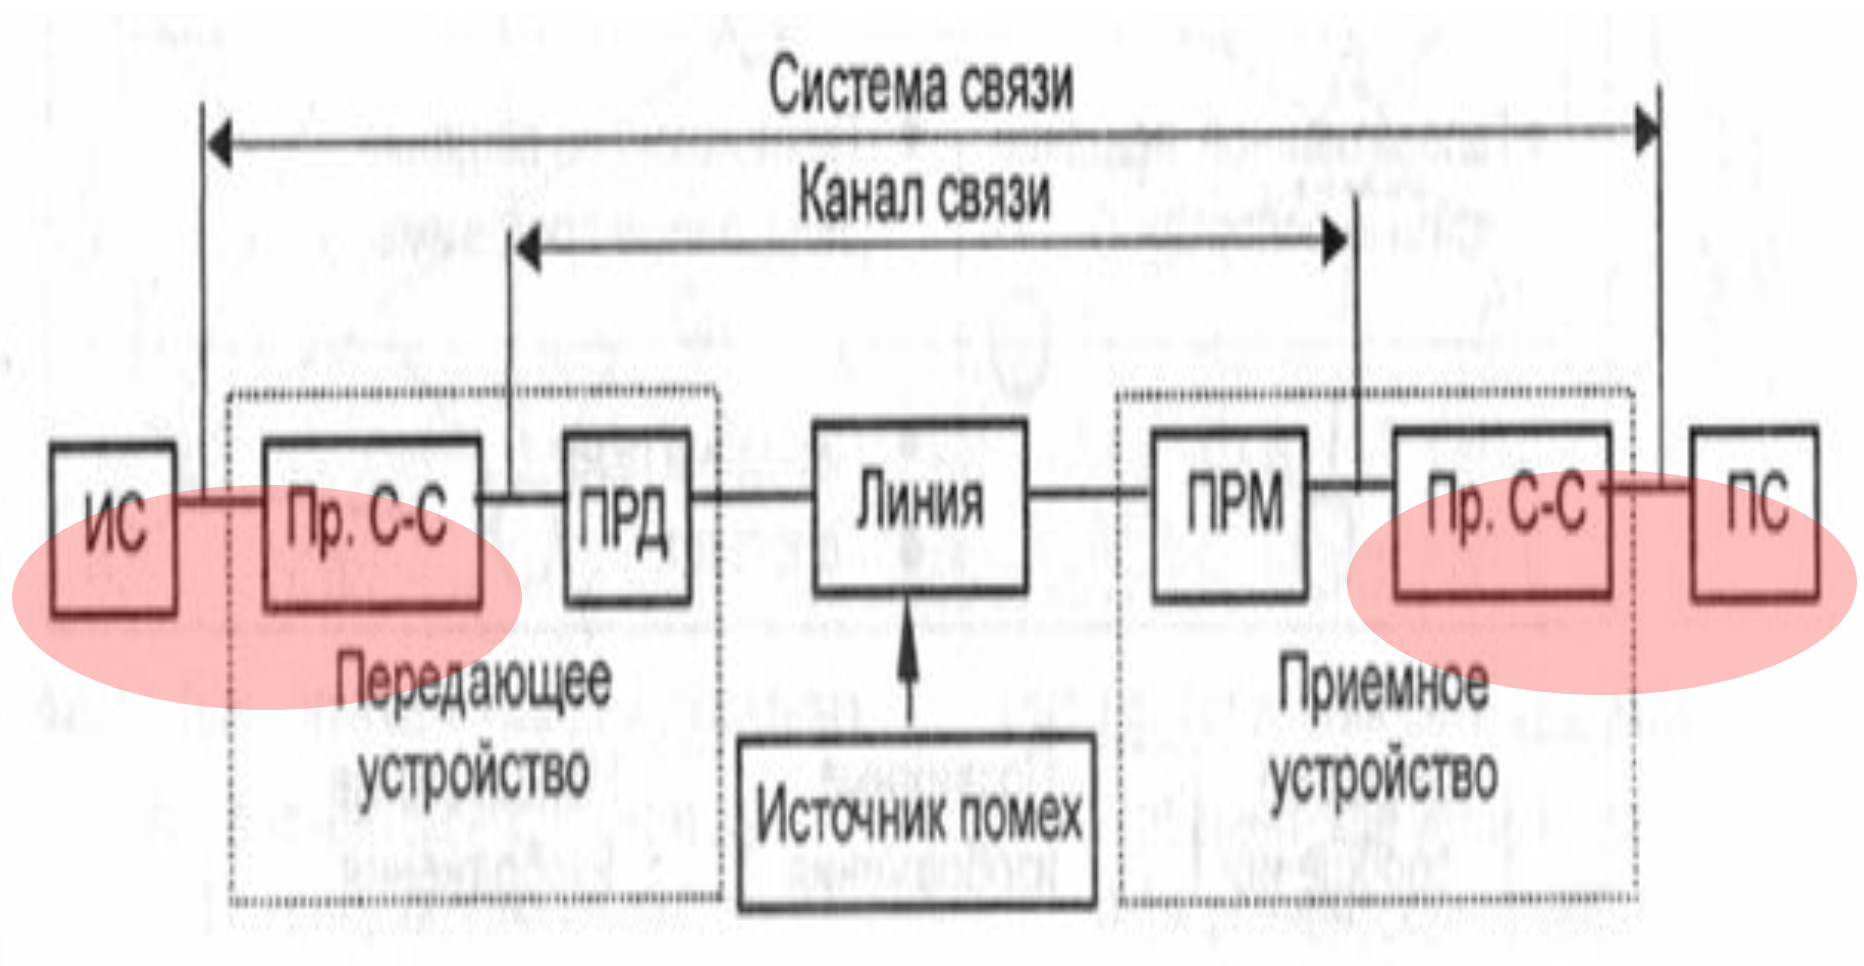 Система связи
Канал связи
ИС
Пр. С-С
ПРД
Линия
ПРМ
Пр. С-С
ПС
Передающее
устройство
Источник помех
Приемное
устройство